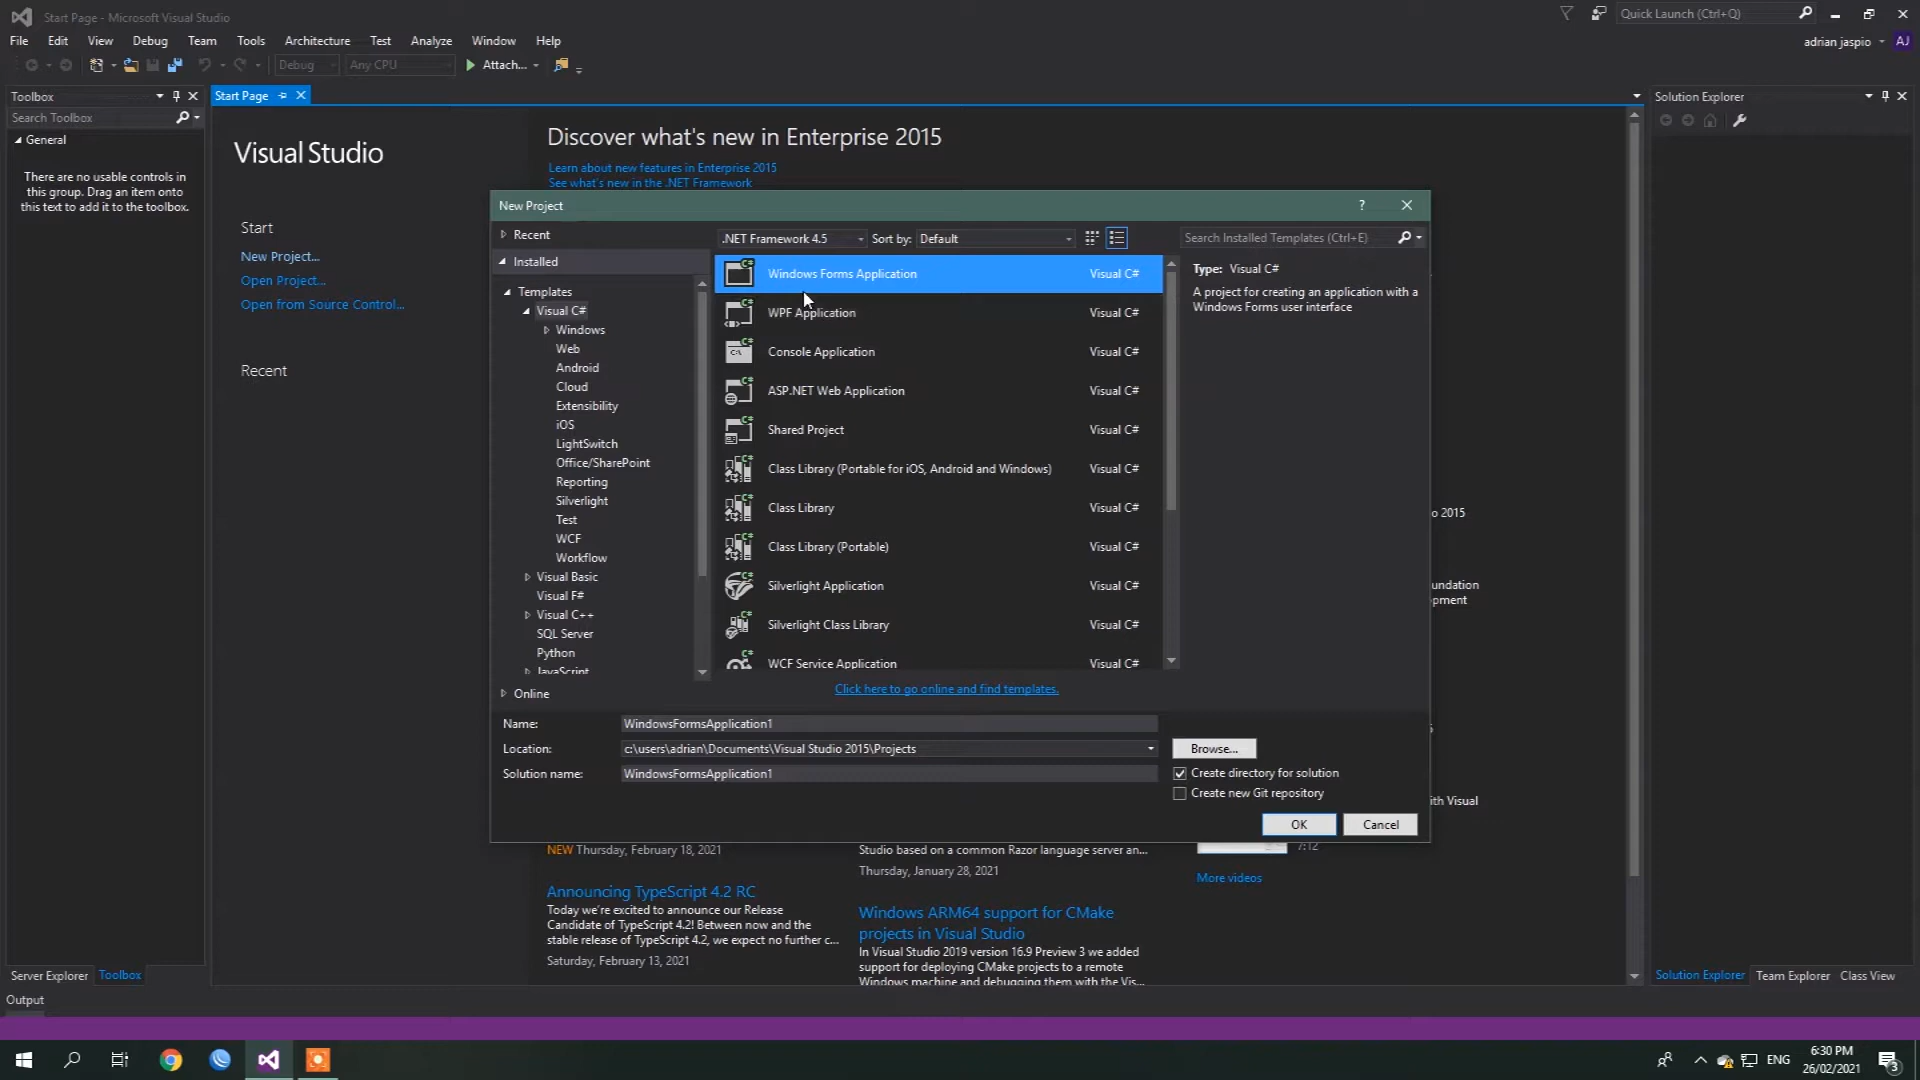 Start Page - Microsoft Visual Studio
Quick Launch (Ctrl+Q)
File Edit View Debug Team Tools Architecture Test Analyze Window Help
adrian jaspio AJ
Debug Any CPU Attach...
Toolbox
Start Page
Solution Explorer
Search Toolbox
General
There are no usable controls in
this group. Drag an item onto
this text to add it to the toolbox.
Visual Studio
Start
New Project...
Open Project...
Open from Source Control...
Recent
Discover what's new in Enterprise 2015
Learn about new features in Enterprise 2015
See what's new in the .NET Framework
New Project
?
Recent
.NET Framework 4.5
Sort by: Default
Search Installed Templates (Ctrl+E)
Installed
Templates
Visual C#
Windows
Web
Android
Cloud
Extensibility
iOS
LightSwitch
Office/SharePoint
Reporting
Silverlight
Test
WCF
Workflow
Visual Basic
Visual F#
Visual C++
SQL Server
Python
JavaScript
Online
Windows Forms Application Visual C#
WPF Application Visual C#
Console Application Visual C#
ASP.NET Web Application Visual C#
Shared Project Visual C#
Class Library (Portable for iOS, Android and Windows) Visual C#
Class Library Visual C#
Class Library (Portable) Visual C#
Silverlight Application Visual C#
Silverlight Class Library Visual C#
WCF Service Application Visual C#
Click here to go online and find templates.
Type: Visual C#
A project for creating an application with a
Windows Forms user interface
Name: WindowsFormsApplication1
Location: c:\users\adrian\Documents\Visual Studio 2015\Projects
Browse...
Solution name: WindowsFormsApplication1
Create directory for solution
Create new Git repository
OK Cancel
o 2015
undation
pment
ith Visual
NEW Thursday, February 18, 2021
Announcing TypeScript 4.2 RC
Today we're excited to announce our Release
Candidate of TypeScript 4.2! Between now and the
stable release of TypeScript 4.2, we expect no further c...
Saturday, February 13, 2021
Studio based on a common Razor language server an...
Thursday, January 28, 2021
Windows ARM64 support for CMake
projects in Visual Studio
In Visual Studio 2019 version 16.9 Preview 3 we added
support for deploying CMake projects to a remote
Windows machine and debugging them with the Vis...
7:12
More videos
Server Explorer Toolbox
Solution Explorer Team Explorer Class View
Output
ENG
6:30 PM
26/02/2021
3